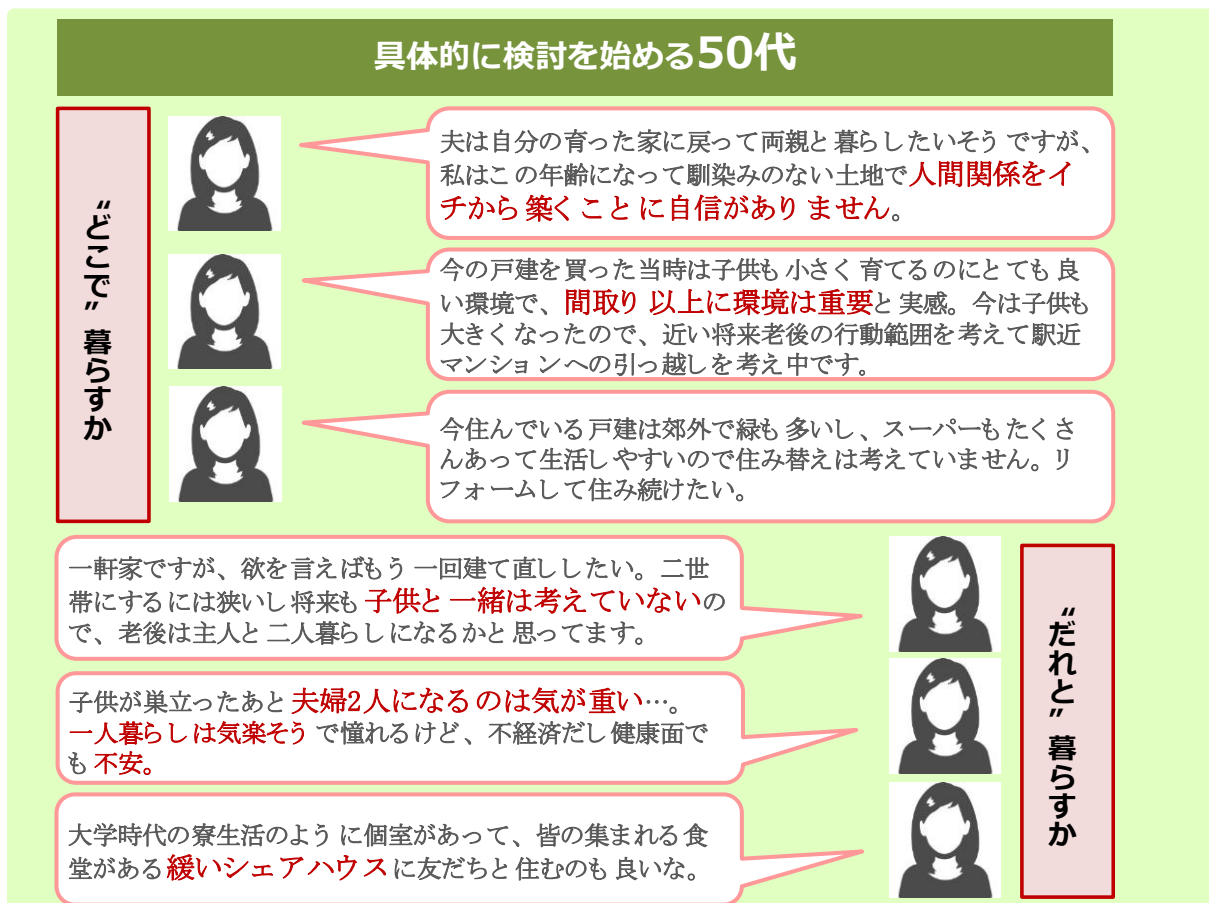 具体的に検討を始める50代
“どこで”暮らすか
夫は自分の育った家に戻って両親と暮らしたいそうですが、
私はこの年齢になって馴染みのない土地で人間関係をイ
チから築くことに自信がありません。
今の戸建を買った当時は子供も小さく育てるのにとても良
い環境で、間取り以上に環境は重要と実感。今は子供も
大きくなったので、近い将来老後の行動範囲を考えて駅近
マンションへの引っ越しを考え中です。
今住んでいる戸建は郊外で緑も多いし、スーパーもたくさ
んあって生活しやすいので住み替えは考えていません。リ
フォームして住み続けたい。
一軒家ですが、欲を言えばもう一回建て直ししたい。二世
帯にするには狭いし将来も子供と一緒は考えていないの
で、老後は主人と二人暮らしになるかと思ってます。
子供が巣立ったあと夫婦2人になるのは気が重い…。
一人暮らしは気楽そうで憧れるけど、不経済だし健康面で
も不安。
大学時代の寮生活のように個室があって、皆の集まれる食
堂がある緩いシェアハウスに友だちと住むのも良いな。
“だれと”暮らすか